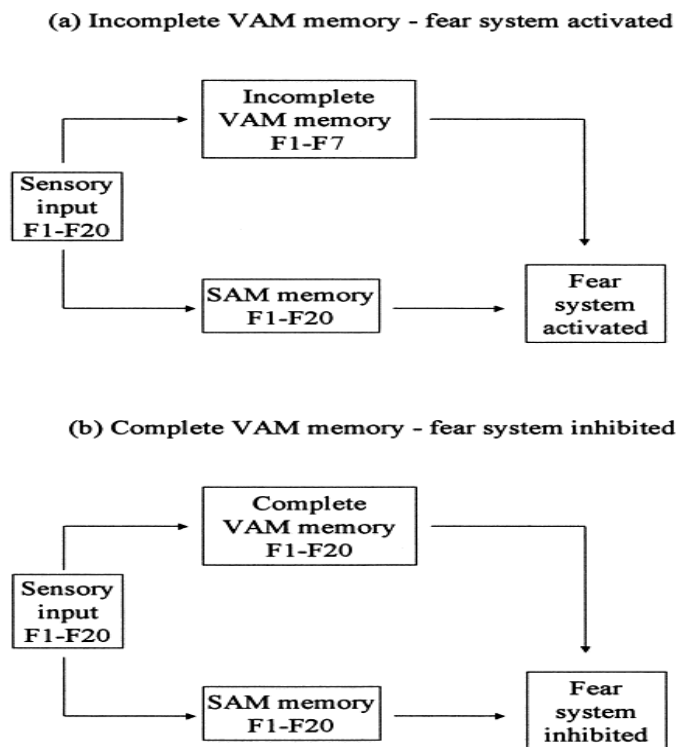 (a) Incomplete VAM memory - fear system activated
Incomplete
VAM memory
F1-F7
Sensory
input
F1-F20
SAM memory
F1-F20
Fear
system
activated
(b) Complete VAM memory - fear system inhibited
Complete
VAM memory
F1-F20
Sensory
input
F1-F20
SAM memory
F1-F20
Fear
system
inhibited